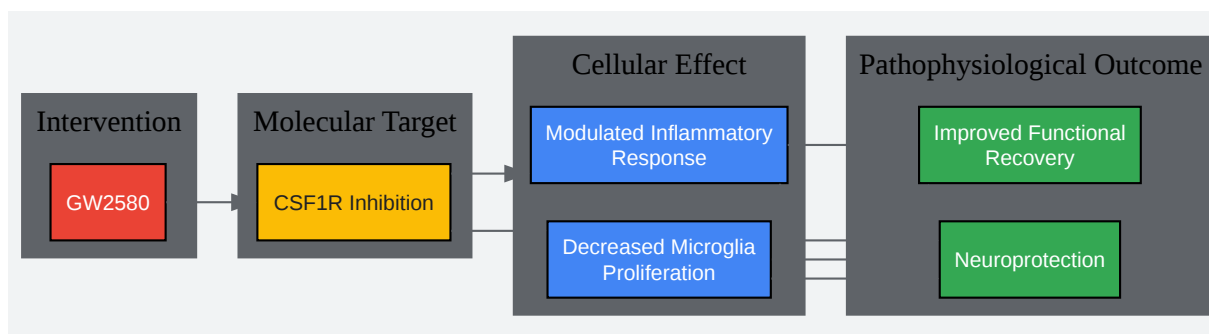 Intervention
GW2580
Molecular Target
CSF1R Inhibition
Cellular Effect
Modulated Inflammatory
Response
Decreased Microglia
Proliferation
Pathophysiological Outcome
Improved Functional
Recovery
Neuroprotection